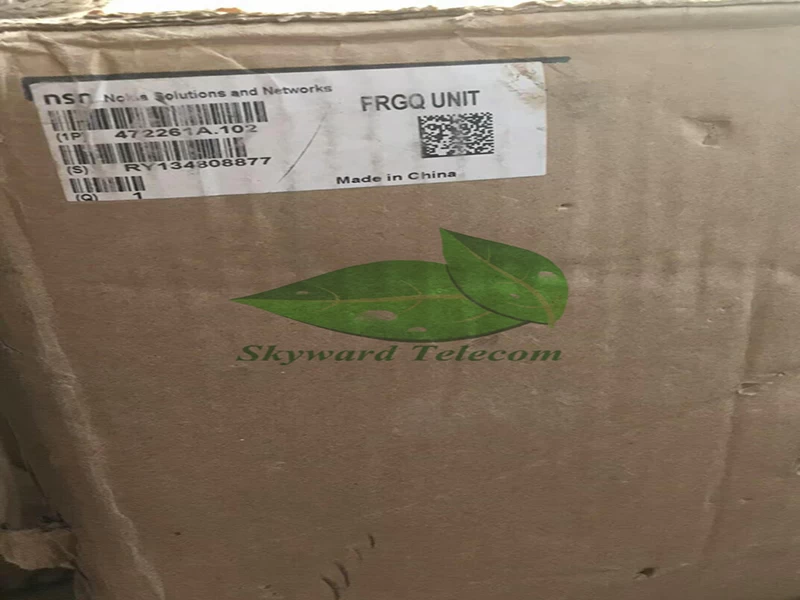 nsn Nokia Solutions and Networks
FRGQ UNIT
(1P) 472261A.102
(S) RY134808877
Made in China
(Q) 1
Skyward Telecom